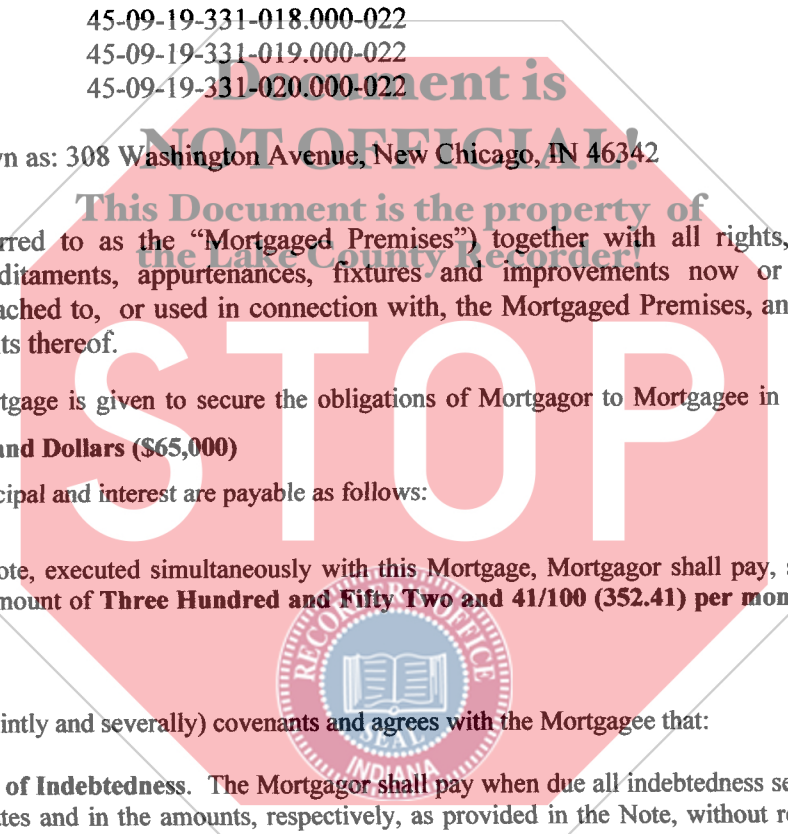 45-09-19-331-018.000-022
45-09-19-331-019.000-022
45-09-19-331-020.000-022
Document is
NOT OFFICIAL!
wn as: 308 Washington Avenue, New Chicago, IN 46342
This Document is the property of
rred to as the “Mortgaged Premises”) together with all rights,
the Lake County Recorder!
ditaments, appurtenances, fixtures and improvements now or
ached to, or used in connection with, the Mortgaged Premises, an
ts thereof.
STOP
tgage is given to secure the obligations of Mortgagor to Mortgagee in
and Dollars ($65,000)
cipal and interest are payable as follows:
ote, executed simultaneously with this Mortgage, Mortgagor shall pay, s
mount of Three Hundred and Fifty Two and 41/100 (352.41) per mon
RECORDER'S OFFICE
SEAL
INDIANA
intly and severally) covenants and agrees with the Mortgagee that:
of Indebtedness. The Mortgagor shall pay when due all indebtedness se
ates and in the amounts, respectively, as provided in the Note, without re